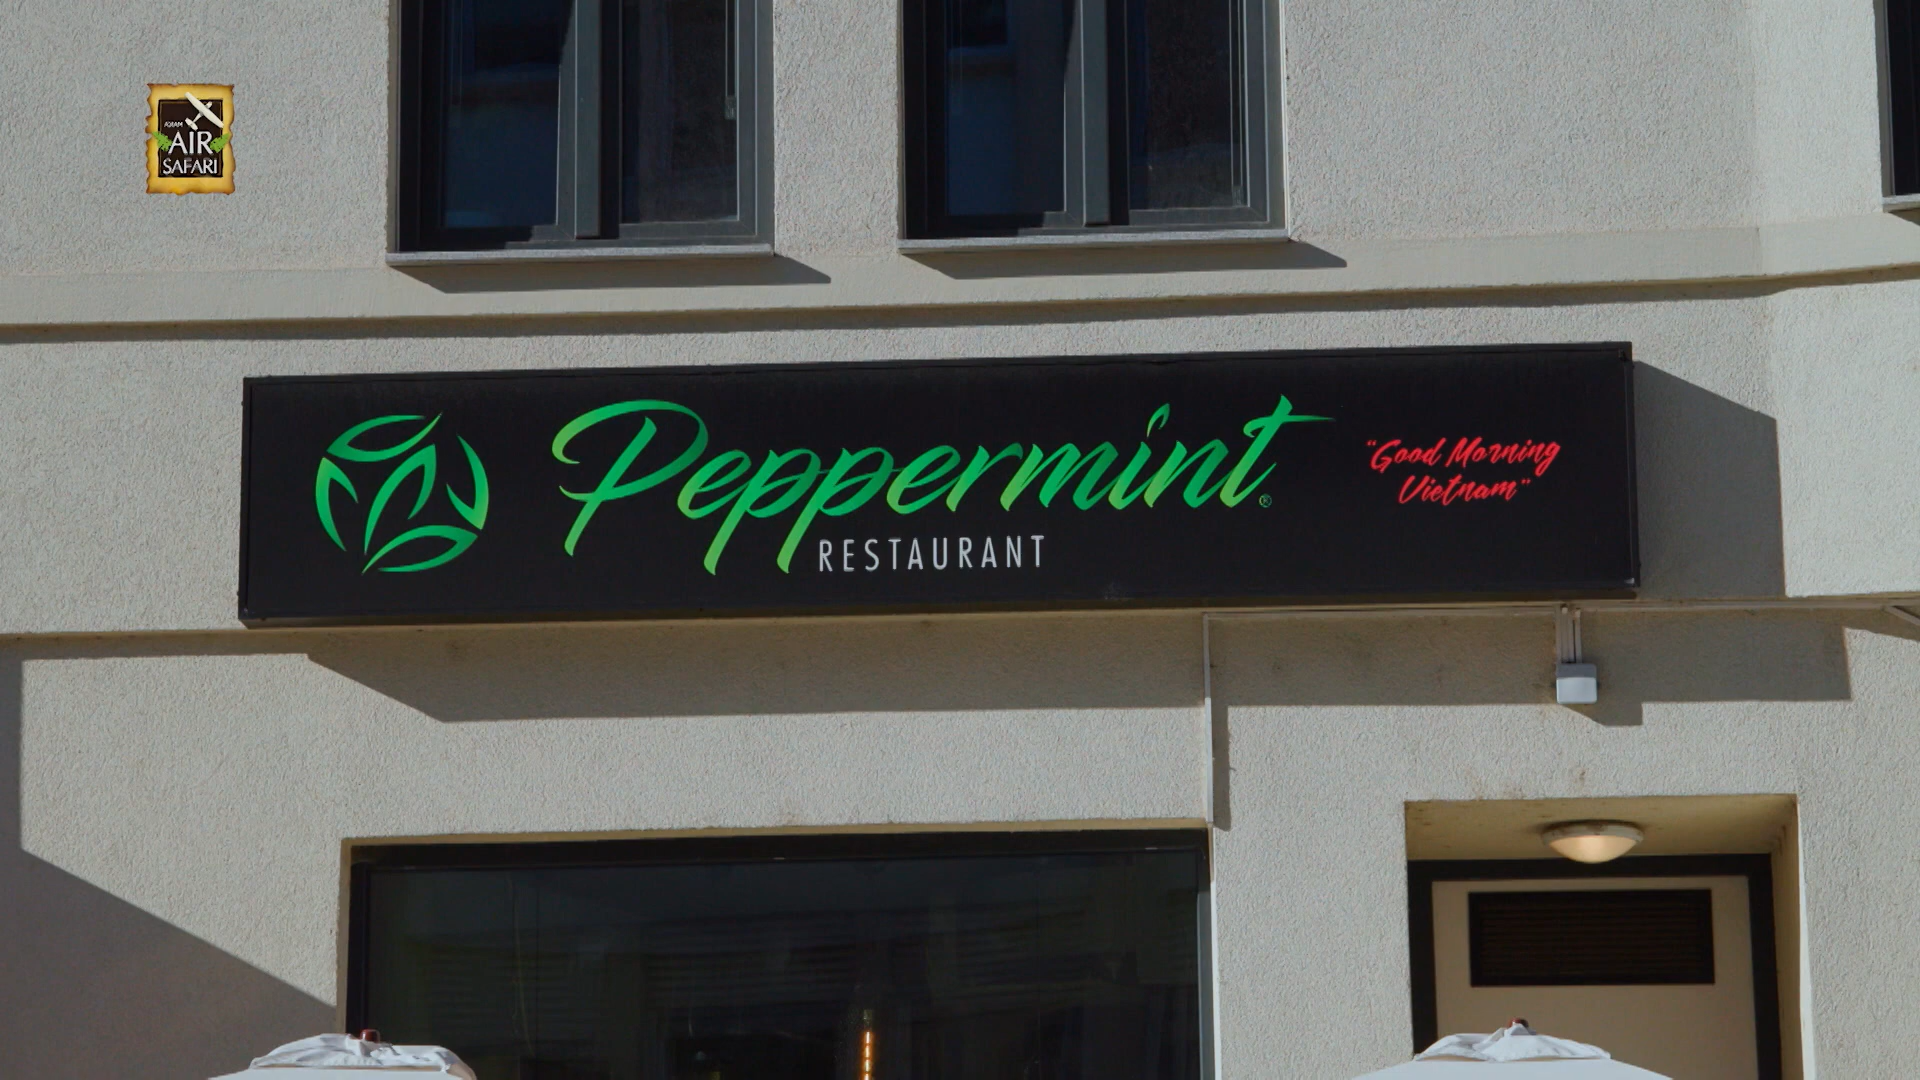 AIR
SAFARI
Peppermint®
RESTAURANT
"Good Morning
Vietnam"